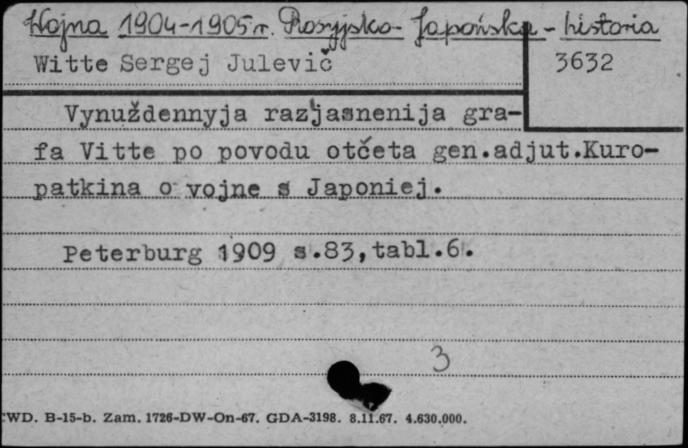 Wojna 1904-1905 r. Rosyjsko-Japońska - historia
Witte Sergej Julevič 3632
Vynuždennyja razjasnenija gra-
fa Vitte po povodu otčeta gen.adjut.Kuro-
patkina o vojne s Japoniej.
Peterburg 1909 s.83,tabl.6.
3
WD. B-15-b. Zam. 1726-DW-On-67. GDA-3198. 8.11.67. 4.630.000.